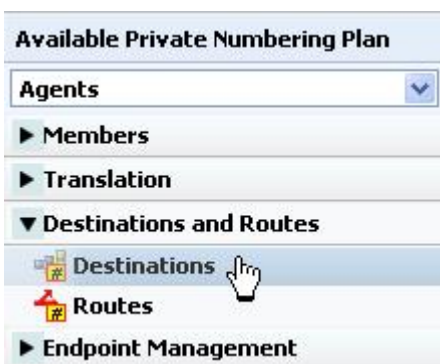 Available Private Numbering Plan
Agents
Members
Translation
Destinations and Routes
Destinations
Routes
Endpoint Management